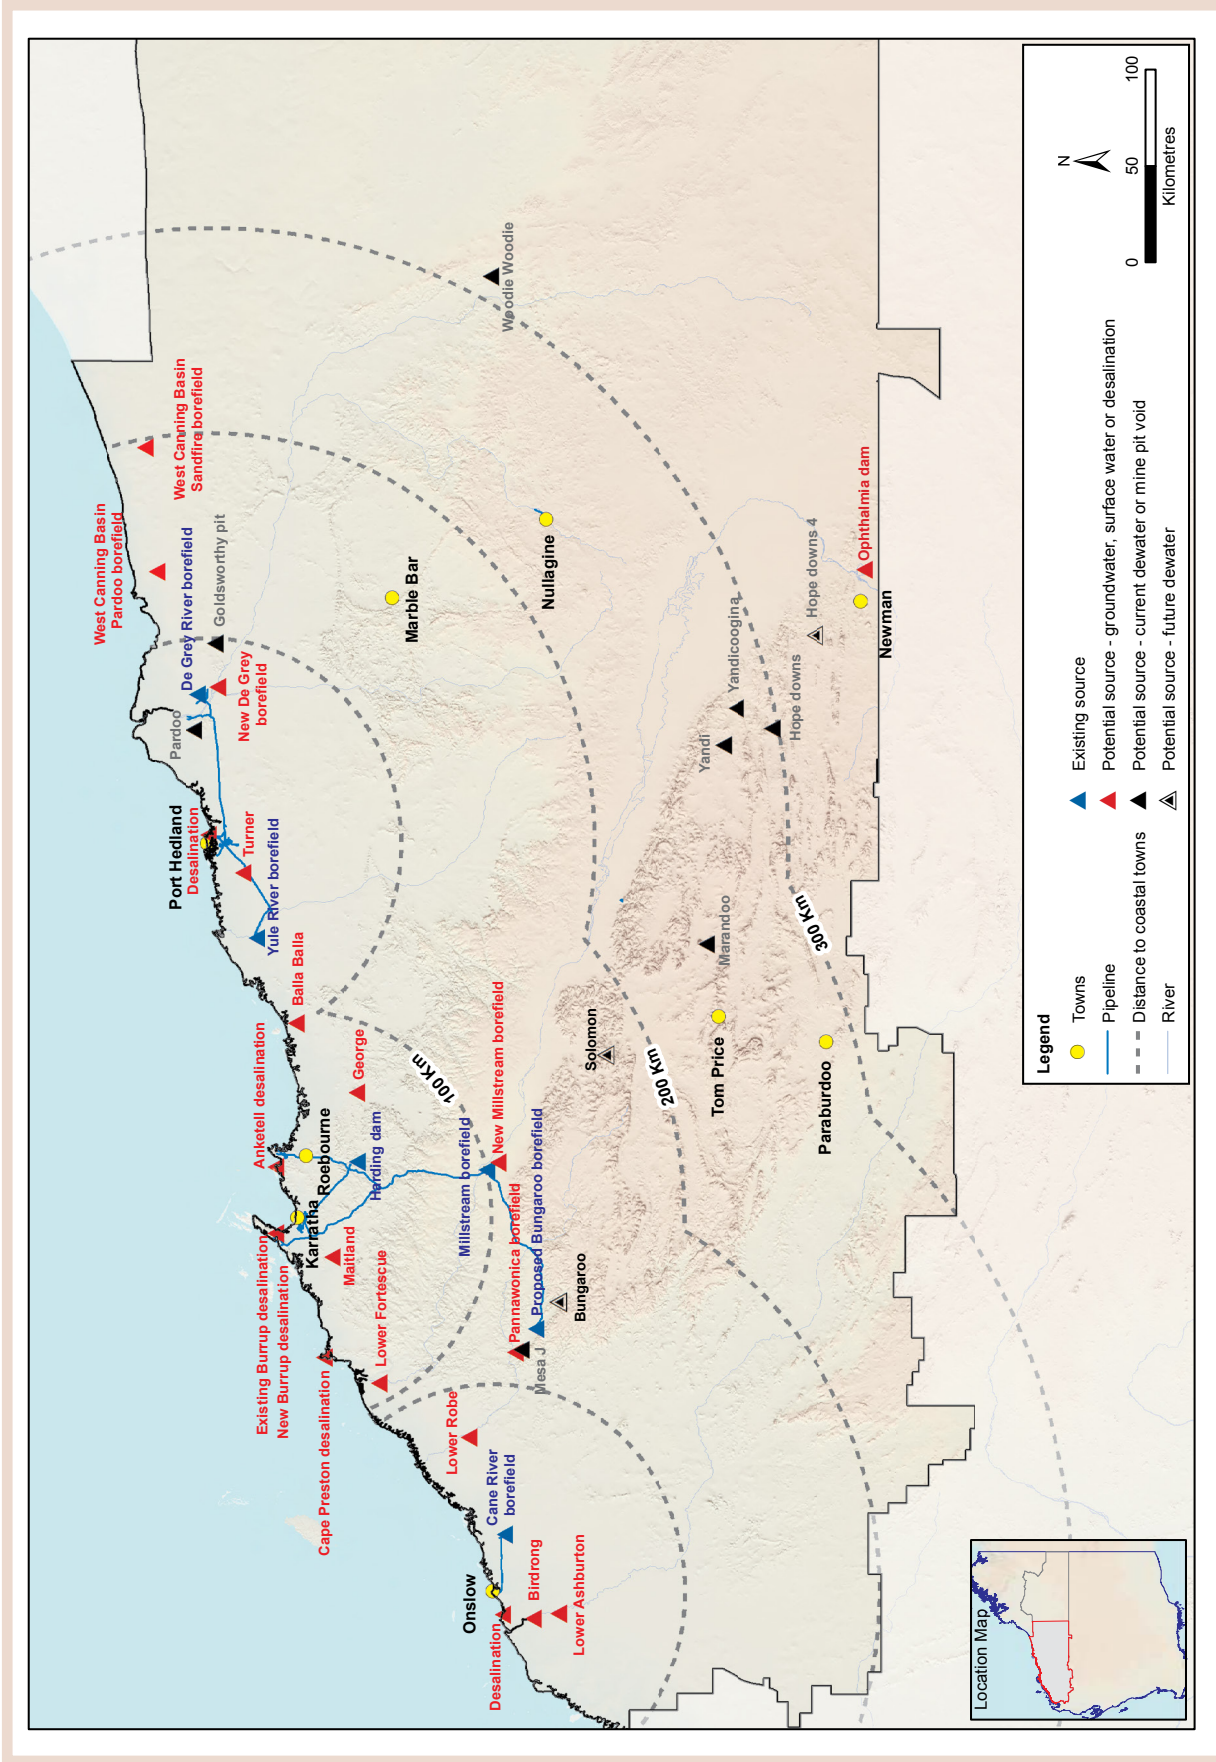 West Canning Basin
Pardoo borefield
West Canning Basin
Sandfire borefield
De Grey River borefield
Goldsworthy pit
New De Grey
borefield
Pardoo
Port Hedland
Desalination
Turner
Yule River borefield
Balla Balla
Marble Bar
Nullagine
Woodie Woodie
Anketell desalination
Roebourne
George
100 Km
Harding dam
Karratha
Existing Burrup desalination
New Burrup desalination
Maitland
Cape Preston desalination
Lower Fortescue
Millstream borefield
New Millstream borefield
Pannawonica borefield
Proposed Bungaroo borefield
Mesa J
Bungaroo
Solomon
200 Km
Lower Robe
Cane River
borefield
Onslow
Desalination
Birdrong
Lower Ashburton
Tom Price
Marandoo
Paraburdoo
300 Km
Yandi
Yandicoogina
Hope downs
Hope downs 4
Ophthalmia dam
Newman
Legend
Towns
Pipeline
Distance to coastal towns
River
Existing source
Potential source - groundwater, surface water or desalination
Potential source - current dewater or mine pit void
Potential source - future dewater
N
0
50
100
Kilometres
Location Map